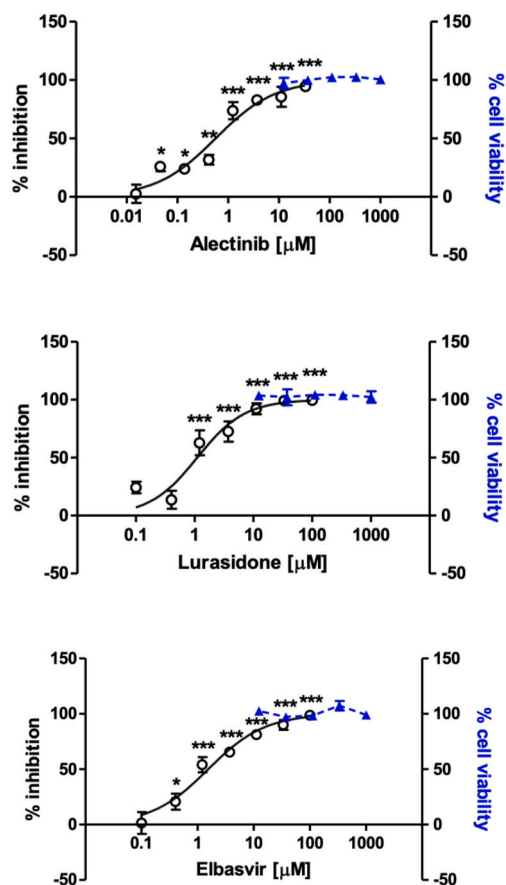 150
100
50
0
-50
% inhibition
* * ** *** *** *** ***
150
100
50
0
-50
% cell viability
0.01 0.1 1 10 100 1000
Alectinib [µM]
150
100
50
0
-50
% inhibition
*** *** *** *** ***
150
100
50
0
-50
% cell viability
0.1 1 10 100 1000
Lurasidone [µM]
150
100
50
0
-50
% inhibition
* *** *** *** *** ***
150
100
50
0
-50
% cell viability
0.1 1 10 100 1000
Elbasvir [µM]